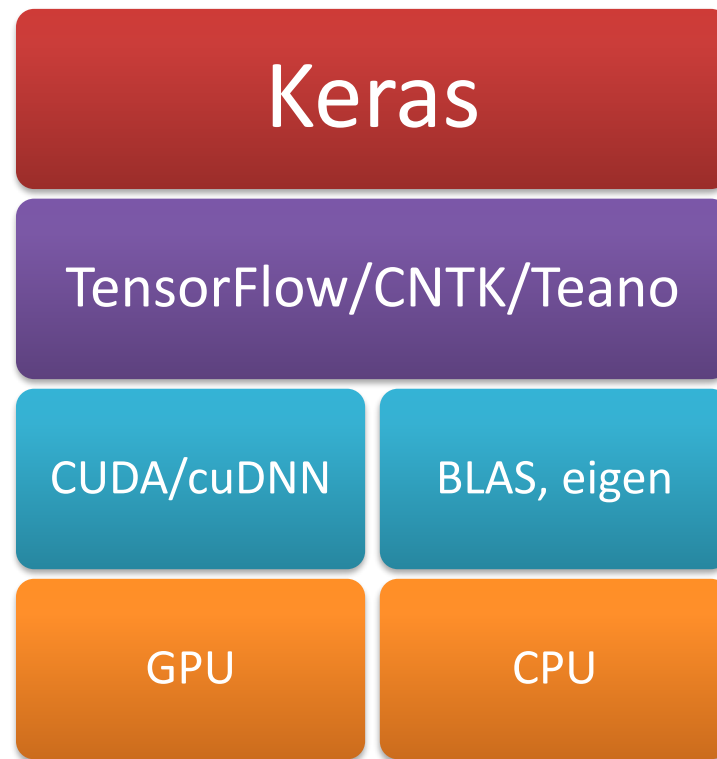 Keras
TensorFlow/CNTK/Teano
CUDA/cuDNN
BLAS, eigen
GPU
CPU